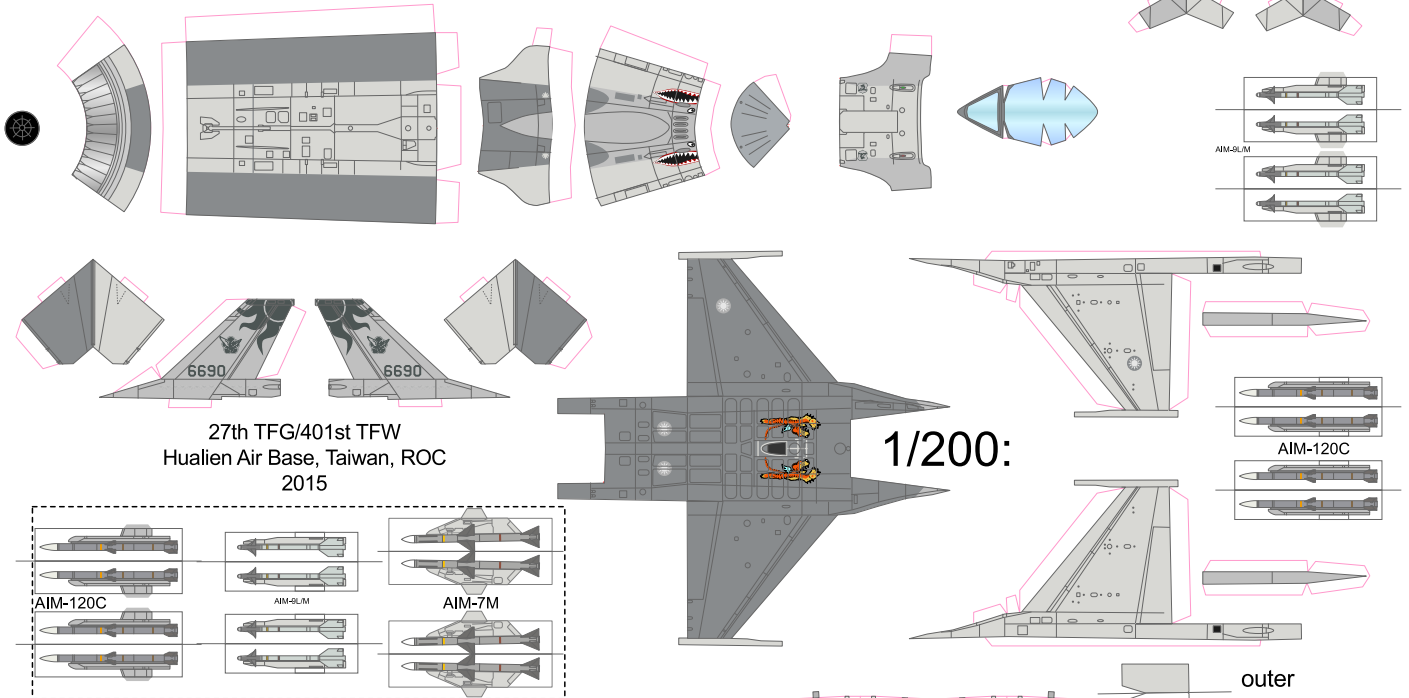 AIM-9L/M
6690
6690
27th TFG/401st TFW
Hualien Air Base, Taiwan, ROC
2015
1/200:
AIM-120C
AIM-120C
AIM-9L/M
AIM-7M
outer